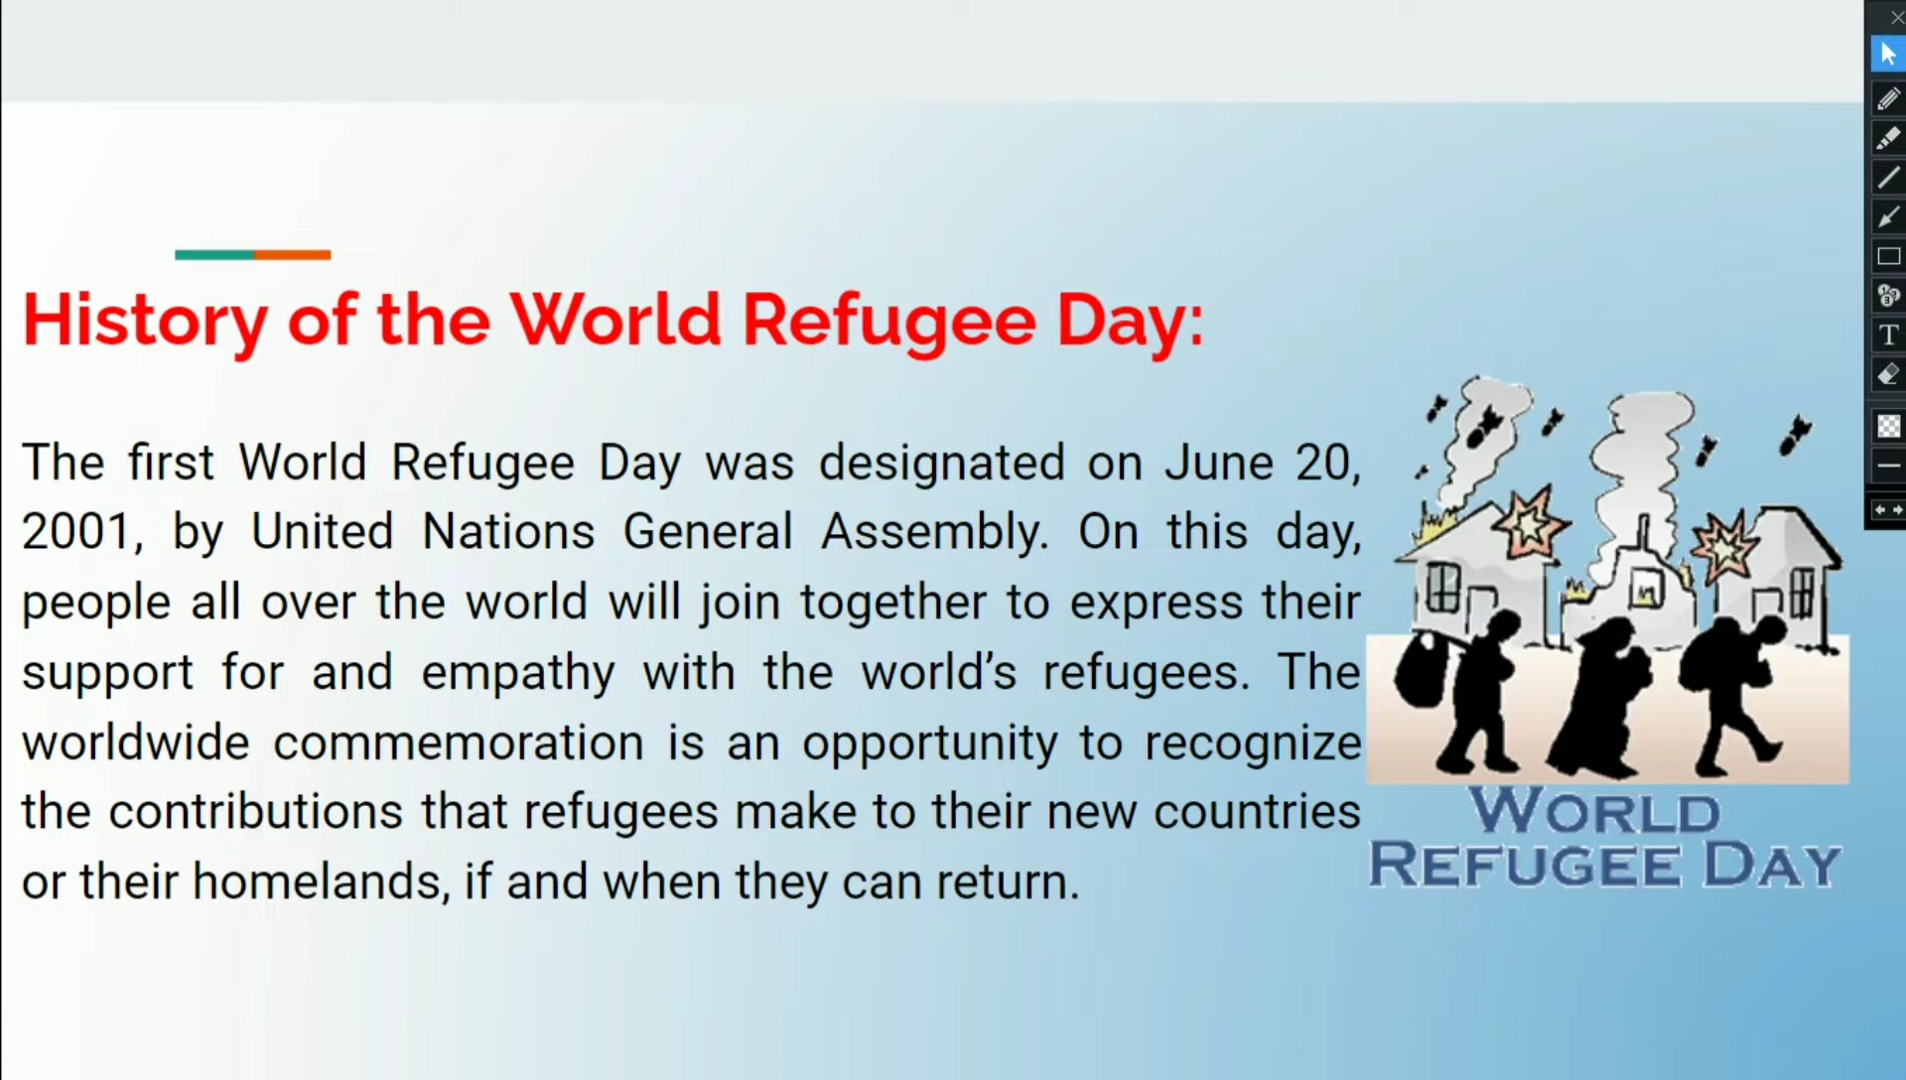 History of the World Refugee Day:
The first World Refugee Day was designated on June 20,
2001, by United Nations General Assembly. On this day,
people all over the world will join together to express their
support for and empathy with the world’s refugees. The
worldwide commemoration is an opportunity to recognize
the contributions that refugees make to their new countries
or their homelands, if and when they can return.
WORLD
REFUGEE DAY